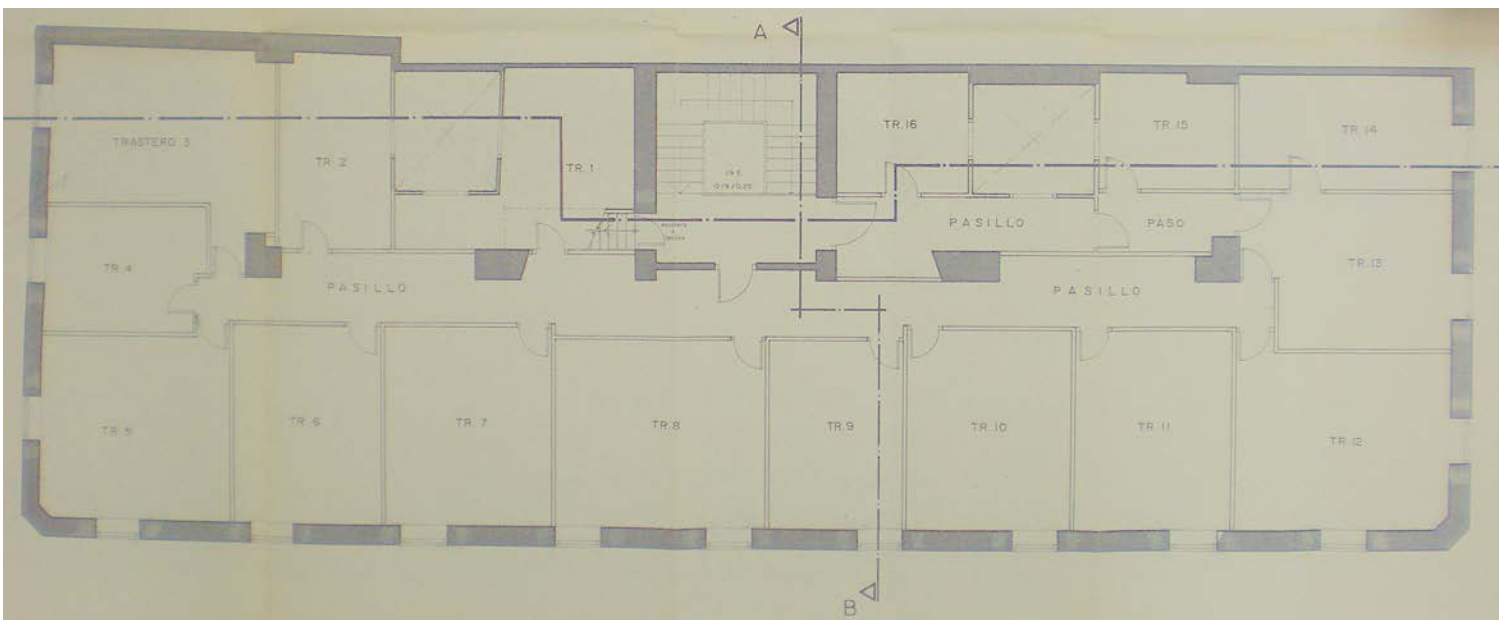 A
TRASTERO 3
TR. 2
TR. 1
TR. 16
TR. 15
TR. 14
PASILLO
PASO
TR. 4
PASILLO
PASILLO
TR. 13
TR. 5
TR. 6
TR. 7
TR. 8
TR. 9
TR. 10
TR. 11
TR. 12
B